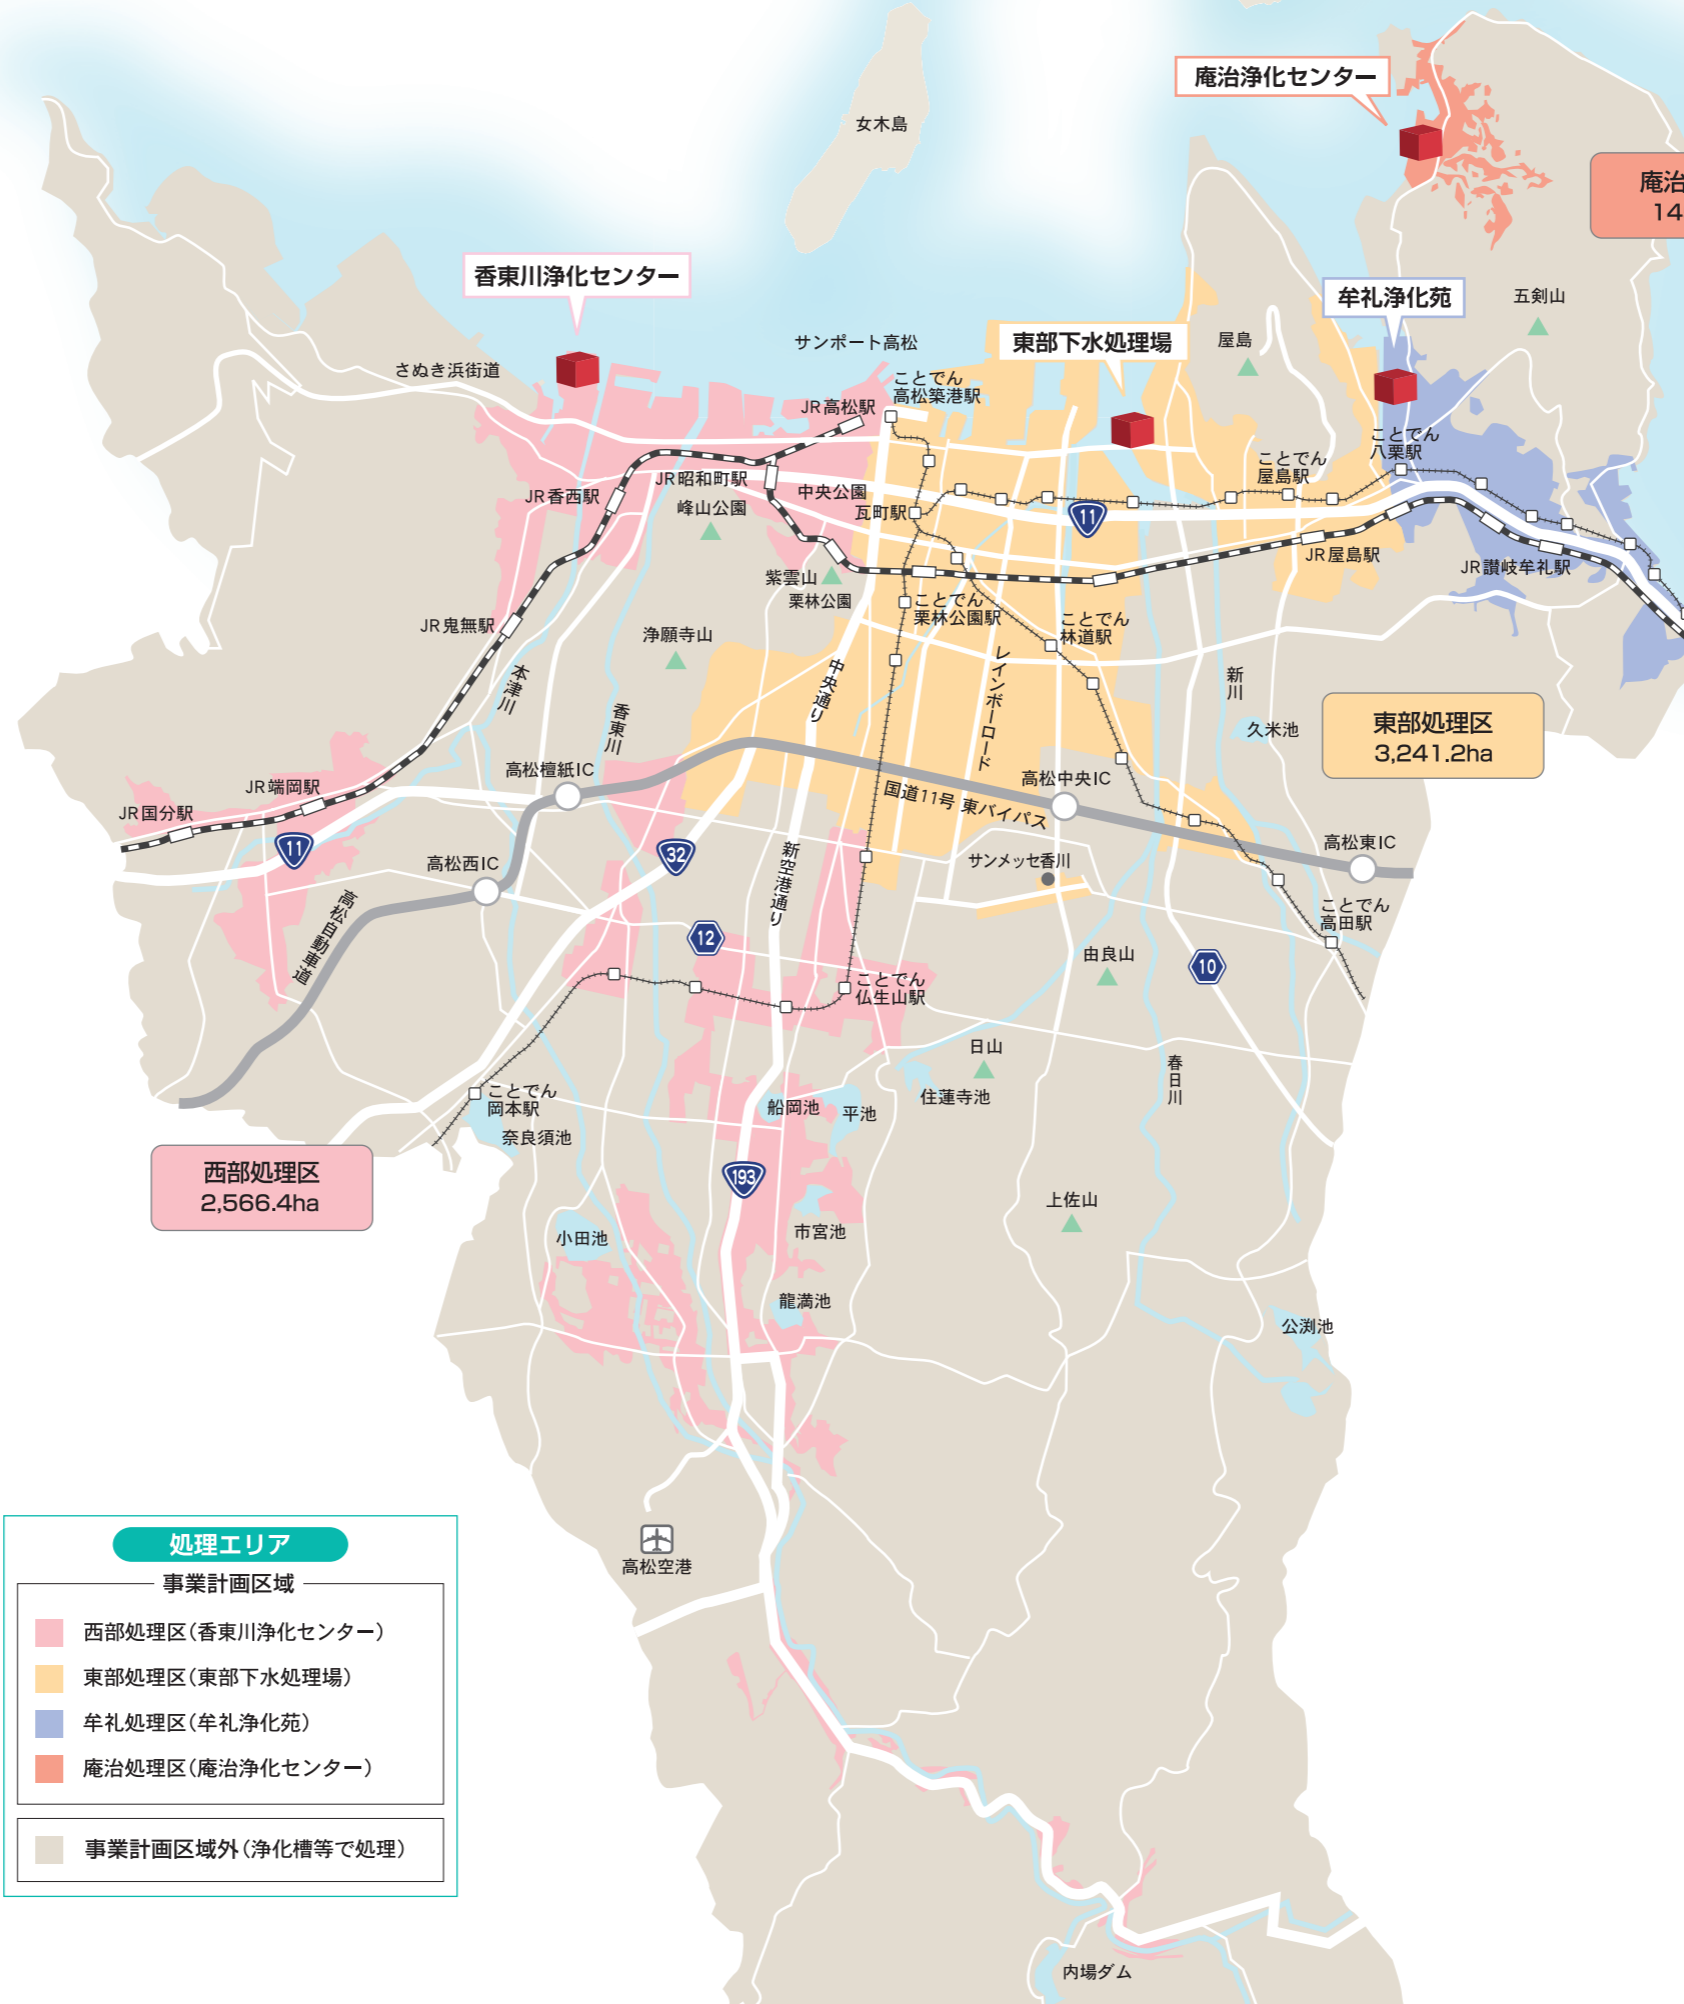 庵治浄化センター
女木島
庵治
14
香東川浄化センター
牟礼浄化苑
五剣山
東部下水処理場
屋島
サンポート高松
さぬき浜街道
ことでん
高松築港駅
JR高松駅
ことでん
八栗駅
ことでん
屋島駅
JR昭和町駅
中央公園
JR香西駅
峰山公園
瓦町駅
11
JR屋島駅
JR讃岐牟礼駅
紫雲山
栗林公園
ことでん
栗林公園駅
ことでん
林道駅
JR鬼無駅
浄願寺山
本津川
香東川
中央通り
レインボーロード
新川
久米池
東部処理区
3,241.2ha
高松檀紙IC
高松中央IC
JR端岡駅
JR国分駅
国道11号 東バイパス
11
32
高松西IC
新空港通り
サンメッセ香川
高松東IC
高松自動車道
ことでん
高田駅
12
由良山
10
ことでん
仏生山駅
日山
春日川
ことでん
岡本駅
船岡池
平池
住蓮寺池
奈良須池
西部処理区
2,566.4ha
193
上佐山
小田池
市宮池
龍満池
公渕池
高松空港
処理エリア
事業計画区域
西部処理区(香東川浄化センター)
東部処理区(東部下水処理場)
牟礼処理区(牟礼浄化苑)
庵治処理区(庵治浄化センター)
事業計画区域外(浄化槽等で処理)
内場ダム